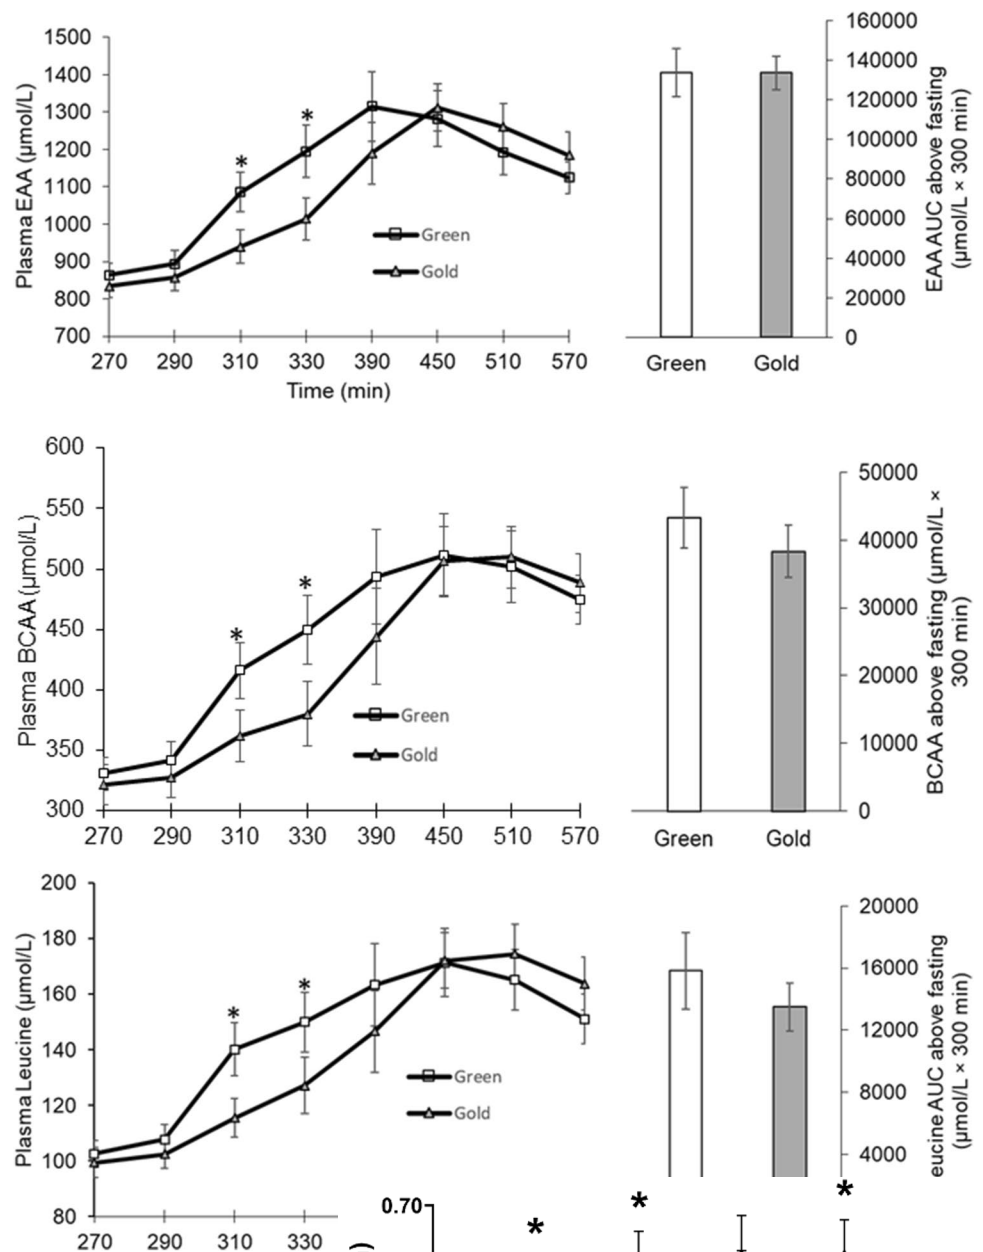 1500
1400
1300
1200
1100
1000
900
800
700
Plasma EAA (µmol/L)
* *
Green
Gold
270 290 310 330 390 450 510 570
Time (min)
160000
140000
120000
100000
80000
60000
40000
20000
0
EAA AUC above fasting
(µmol/L × 300 min)
Green Gold
600
550
500
450
400
350
300
Plasma BCAA (µmol/L)
* *
Green
Gold
270 290 310 330 390 450 510 570
50000
40000
30000
20000
10000
0
BCAA above fasting (µmol/L ×
300 min)
Green Gold
200
180
160
140
120
100
80
Plasma Leucine (µmol/L)
* *
Green
Gold
270 290 310 330
20000
16000
12000
8000
4000
eucine AUC above fasting
(µmol/L × 300 min)
0.70
)
* * *